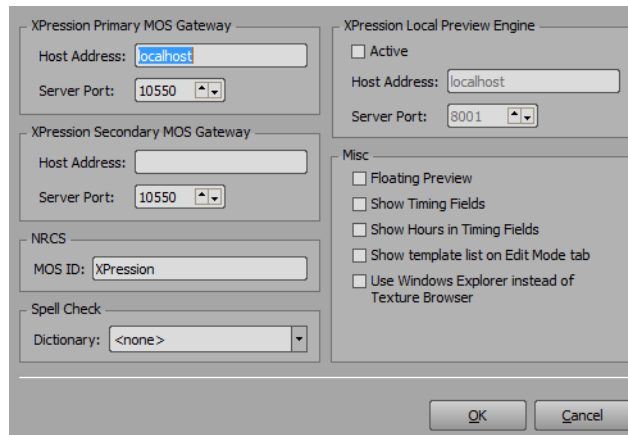 XPression Primary MOS Gateway
Host Address: localhost
Server Port: 10550
XPression Secondary MOS Gateway
Host Address:
Server Port: 10550
NRCS
MOS ID: XPression
Spell Check
Dictionary: <none>
XPression Local Preview Engine
Active
Host Address: localhost
Server Port: 8001
Misc
Floating Preview
Show Timing Fields
Show Hours in Timing Fields
Show template list on Edit Mode tab
Use Windows Explorer instead of
Texture Browser
OK
Cancel